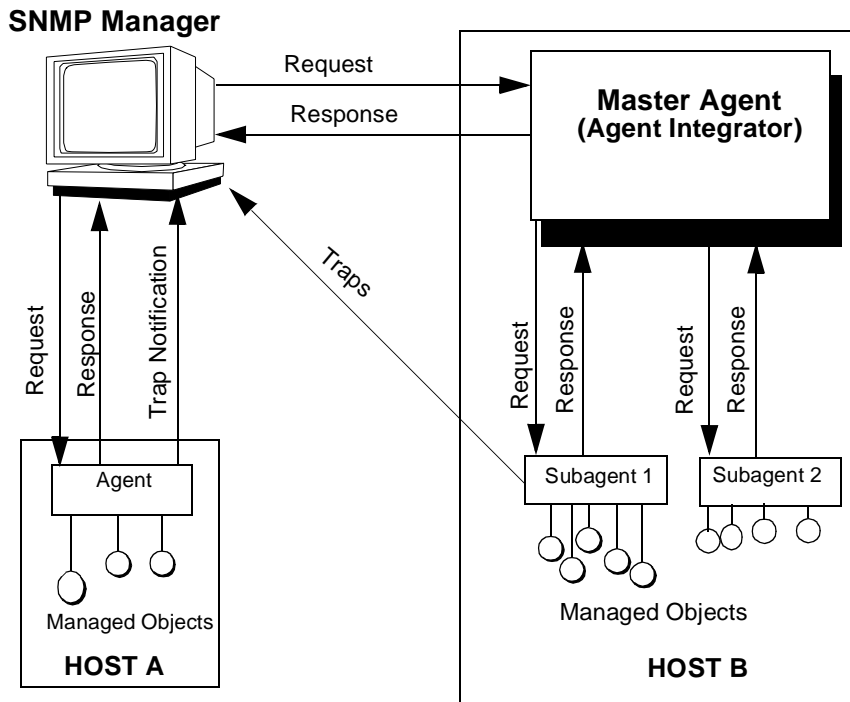 SNMP Manager
Request
Response
Master Agent
(Agent Integrator)
Traps
Request
Response
Trap Notification
Request
Response
Request
Response
Agent
Subagent 1
Subagent 2
Managed Objects
Managed Objects
HOST A
HOST B